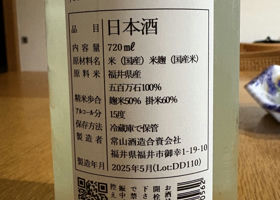 品目 日本酒
内容量 720㎖
原材料名 米(国産) 米麹(国産米)
原料米 福井県産
五百万石100%
精米歩合 麹米50% 掛米60%
アルコール分 15度
保存方法 冷蔵庫で保管
製造者 常山酒造合資会社
福井県福井市御幸1-19-10
製造年月 2025年5月(Lot:DD110)